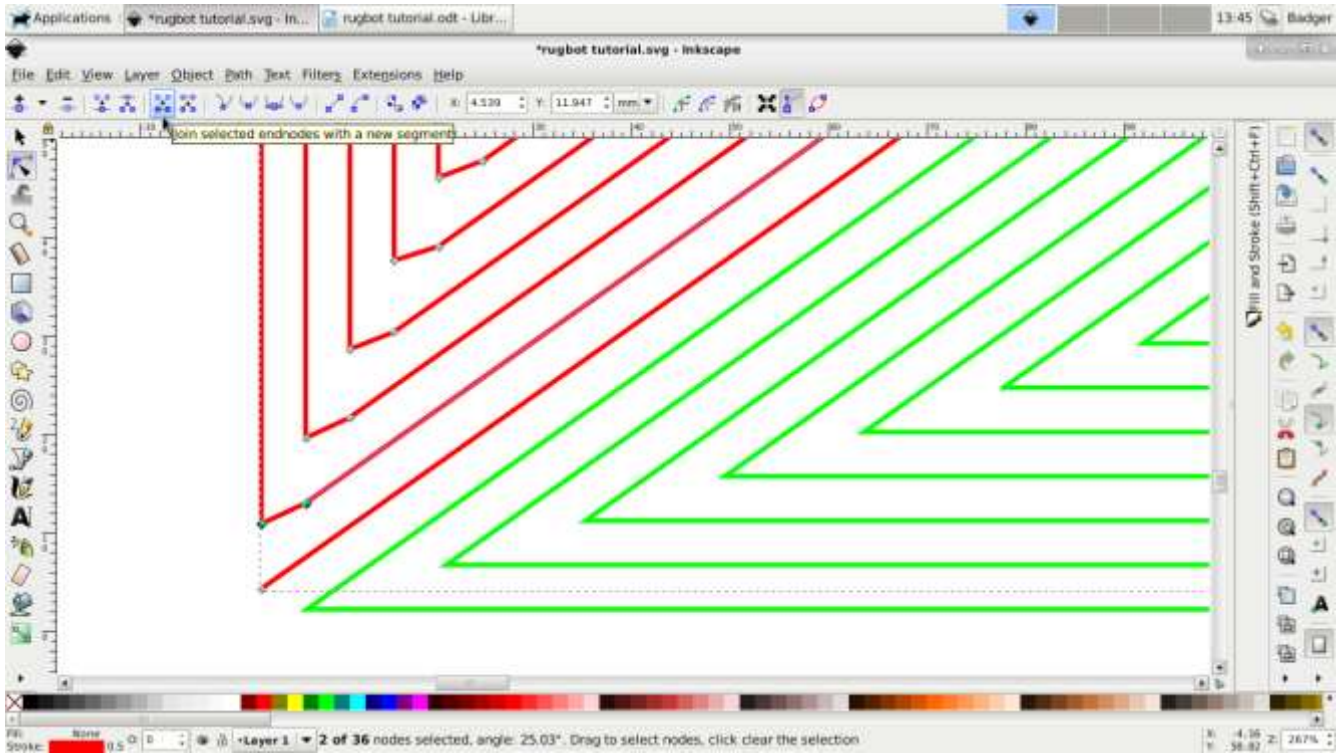 Applications *rugbot tutorial.svg - In... rugbot tutorial.odt - Libr... 13:45 Badger
*rugbot tutorial.svg - Inkscape
File Edit View Layer Object Path Text Filters Extensions Help
X: 4.539 Y: 11.947 mm
Join selected endnodes with a new segment
Fill and Stroke (Shift+Ctrl+F)
Fill: None
Stroke: 0.5 O: 0 •Layer 1 2 of 36 nodes selected, angle: 25.03°. Drag to select nodes, click clear the selection X: -4.16 Z: 267%